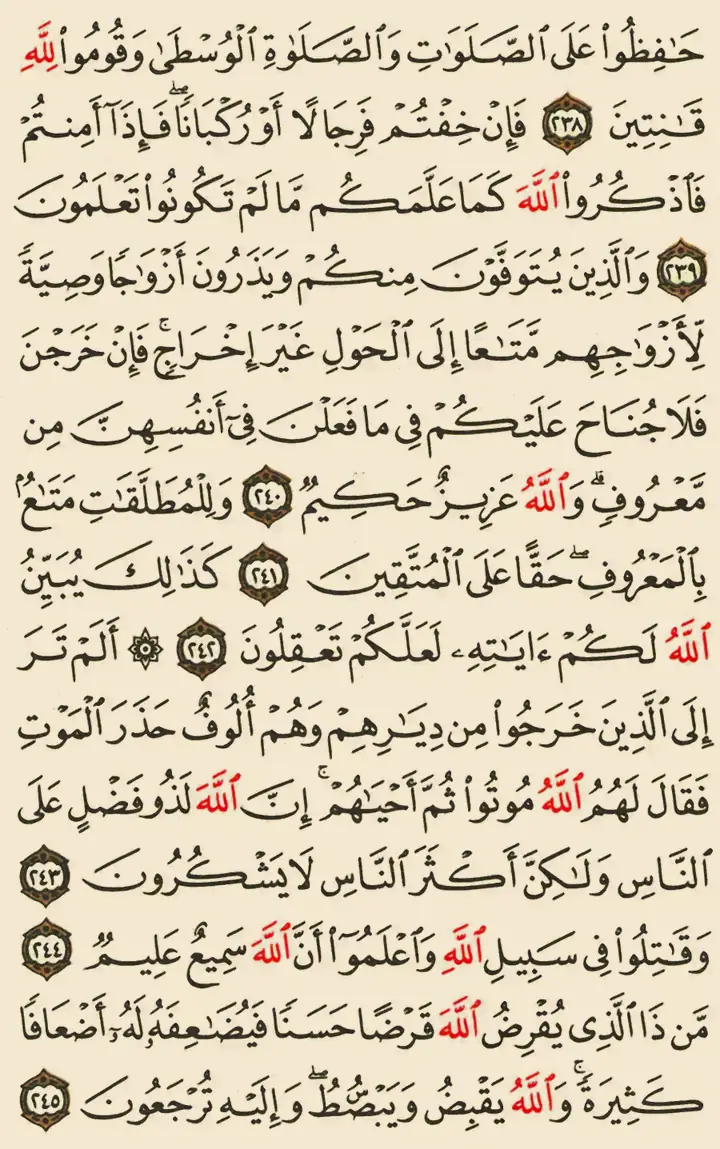 حَٰفِظُوا۟ عَلَى ٱلصَّلَوَٰتِ وَٱلصَّلَوٰةِ ٱلْوُسْطَىٰ وَقُومُوا۟ لِلَّهِ
قَٰنِتِينَ ٢٣٨ فَإِنْ خِفْتُمْ فَرِجَالًا أَوْ رُكْبَانًا ۖ فَإِذَآ أَمِنتُمْ
فَٱذْكُرُوا۟ ٱللَّهَ كَمَا عَلَّمَكُم مَّا لَمْ تَكُونُوا۟ تَعْلَمُونَ
٢٣٩ وَٱلَّذِينَ يُتَوَفَّوْنَ مِنكُمْ وَيَذَرُونَ أَزْوَٰجًا وَصِيَّةً
لِّأَزْوَٰجِهِم مَّتَٰعًا إِلَى ٱلْحَوْلِ غَيْرَ إِخْرَاجٍ ۚ فَإِنْ خَرَجْنَ
فَلَا جُنَاحَ عَلَيْكُمْ فِى مَا فَعَلْنَ فِىٓ أَنفُسِهِنَّ مِن
مَّعْرُوفٍ ۗ وَٱللَّهُ عَزِيزٌ حَكِيمٌ ٢٤٠ وَلِلْمُطَلَّقَٰتِ مَتَٰعٌۢ
بِٱلْمَعْرُوفِ ۖ حَقًّا عَلَى ٱلْمُتَّقِينَ ٢٤١ كَذَٰلِكَ يُبَيِّنُ
ٱللَّهُ لَكُمْ ءَايَٰتِهِۦ لَعَلَّكُمْ تَعْقِلُونَ ٢٤٢ ۞ أَلَمْ تَرَ
إِلَى ٱلَّذِينَ خَرَجُوا۟ مِن دِيَٰرِهِمْ وَهُمْ أُلُوفٌ حَذَرَ ٱلْمَوْتِ
فَقَالَ لَهُمُ ٱللَّهُ مُوتُوا۟ ثُمَّ أَحْيَٰهُمْ ۚ إِنَّ ٱللَّهَ لَذُو فَضْلٍ عَلَى
ٱلنَّاسِ وَلَٰكِنَّ أَكْثَرَ ٱلنَّاسِ لَا يَشْكُرُونَ ٢٤٣
وَقَٰتِلُوا۟ فِى سَبِيلِ ٱللَّهِ وَٱعْلَمُوٓا۟ أَنَّ ٱللَّهَ سَمِيعٌ عَلِيمٌ ٢٤٤
مَّن ذَا ٱلَّذِى يُقْرِضُ ٱللَّهَ قَرْضًا حَسَنًا فَيُضَٰعِفَهُۥ لَهُۥٓ أَضْعَافًا
كَثِيرَةً ۚ وَٱللَّهُ يَقْبِضُ وَيَبْصُۜطُ ۖ وَإِلَيْهِ تُرْجَعُونَ ٢٤٥